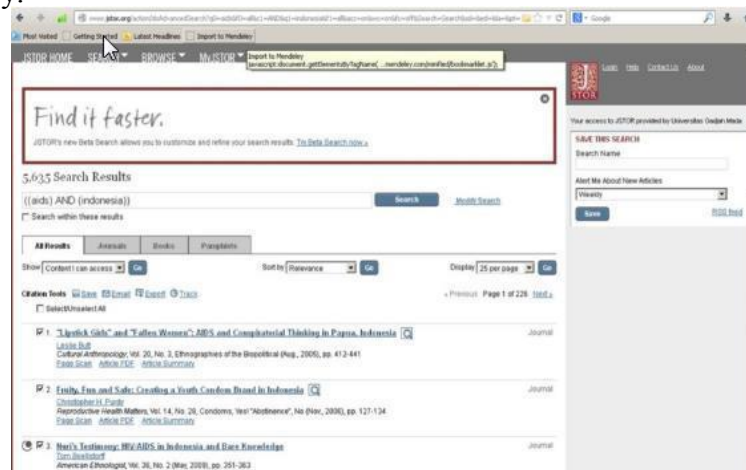 y.
www.jstor.org
Most Visited Getting Started Latest Headlines Import to Mendeley
Import to Mendeley
JSTOR HOME SEARCH BROWSE MyJSTOR
Login Help Contact Us About
JSTOR
Find it faster.
JSTOR's new Beta Search allows you to customize and refine your search results. Try Beta Search now »
Your access to JSTOR provided by Universitas Gadjah Mada
SAVE THIS SEARCH
Search Name
Alert Me About New Articles
Weekly
Save RSS feed
5,635 Search Results
((aids) AND (indonesia))
Search Modify Search
Search within these results
All Results Journals Books Pamphlets
Show Content I can access Go Sort by Relevance Go Display 25 per page Go
Citation Tools Save Email Export Track « Previous Page 1 of 226 Next »
Select/Unselect All
1. "Lipstick Girls" and "Fallen Women": AIDS and Conspiratorial Thinking in Papua, Indonesia Journal
Leslie Butt
Cultural Anthropology, Vol. 20, No. 3, Ethnographies of the Biopolitical (Aug., 2005), pp. 412-441
Page Scan Article PDF Article Summary
2. Fruity, Fun and Safe: Creating a Youth Condom Brand in Indonesia Journal
Christopher H. Purdy
Reproductive Health Matters, Vol. 14, No. 28, Condoms, Yes! "Abstinence", No (Nov., 2006), pp. 127-134
Page Scan Article PDF Article Summary
3. Nuri's Testimony: HIV/AIDS in Indonesia and Bare Knowledge Journal
Tom Boellstorff
American Ethnologist, Vol. 36, No. 2 (May, 2009), pp. 351-363